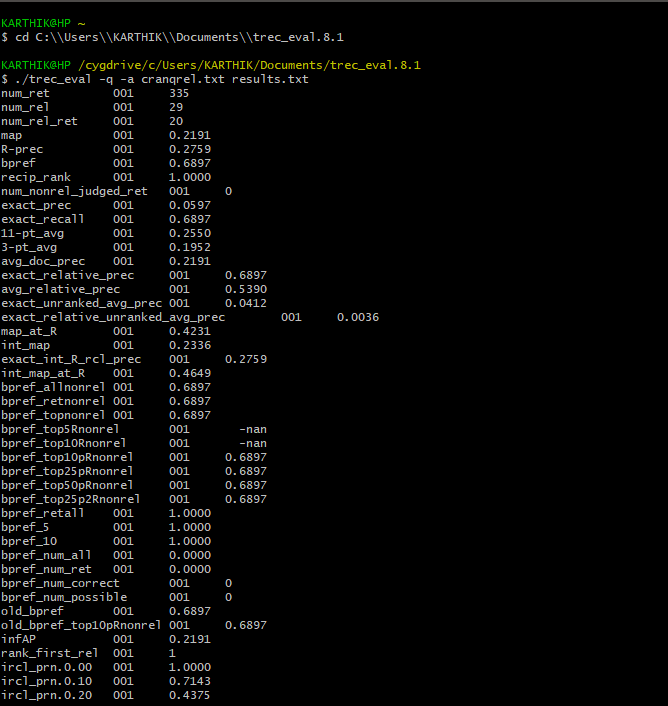 KARTHIK@HP ~
$ cd C:\\Users\\KARTHIK\\Documents\\trec_eval.8.1
KARTHIK@HP /cygdrive/c/Users/KARTHIK/Documents/trec_eval.8.1
$ ./trec_eval -q -a cranqrel.txt results.txt
num_ret 001 335
num_rel 001 29
num_rel_ret 001 20
map 001 0.2191
R-prec 001 0.2759
bpref 001 0.6897
recip_rank 001 1.0000
num_nonrel_judged_ret 001 0
exact_prec 001 0.0597
exact_recall 001 0.6897
11-pt_avg 001 0.2550
3-pt_avg 001 0.1952
avg_doc_prec 001 0.2191
exact_relative_prec 001 0.6897
avg_relative_prec 001 0.5390
exact_unranked_avg_prec 001 0.0412
exact_relative_unranked_avg_prec 001 0.0036
map_at_R 001 0.4231
int_map 001 0.2336
exact_int_R_rcl_prec 001 0.2759
int_map_at_R 001 0.4649
bpref_allnonrel 001 0.6897
bpref_retnonrel 001 0.6897
bpref_topnonrel 001 0.6897
bpref_top5Rnonrel 001 -nan
bpref_top10Rnonrel 001 -nan
bpref_top10pRnonrel 001 0.6897
bpref_top25pRnonrel 001 0.6897
bpref_top50pRnonrel 001 0.6897
bpref_top25p2Rnonrel 001 0.6897
bpref_retall 001 1.0000
bpref_5 001 1.0000
bpref_10 001 1.0000
bpref_num_all 001 0.0000
bpref_num_ret 001 0.0000
bpref_num_correct 001 0
bpref_num_possible 001 0
old_bpref 001 0.6897
old_bpref_top10pRnonrel 001 0.6897
infAP 001 0.2191
rank_first_rel 001 1
ircl_prn.0.00 001 1.0000
ircl_prn.0.10 001 0.7143
ircl_prn.0.20 001 0.4375